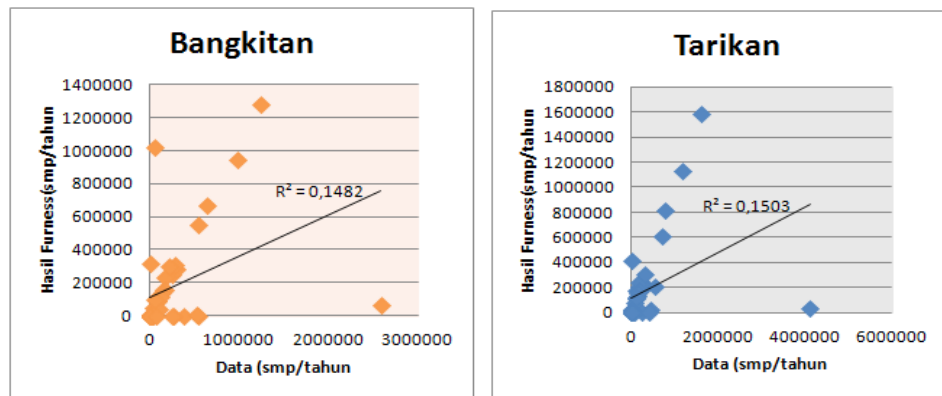 Bangkitan
Hasil Furness(smp/tahun
1400000
1200000
1000000
800000
600000
400000
200000
0
R² = 0,1482
0 1000000 2000000 3000000
Data (smp/tahun
Tarikan
Hasil Furness(smp/tahun
1800000
1600000
1400000
1200000
1000000
800000
600000
400000
200000
0
R² = 0,1503
0 2000000 4000000 6000000
Data (smp/tahun